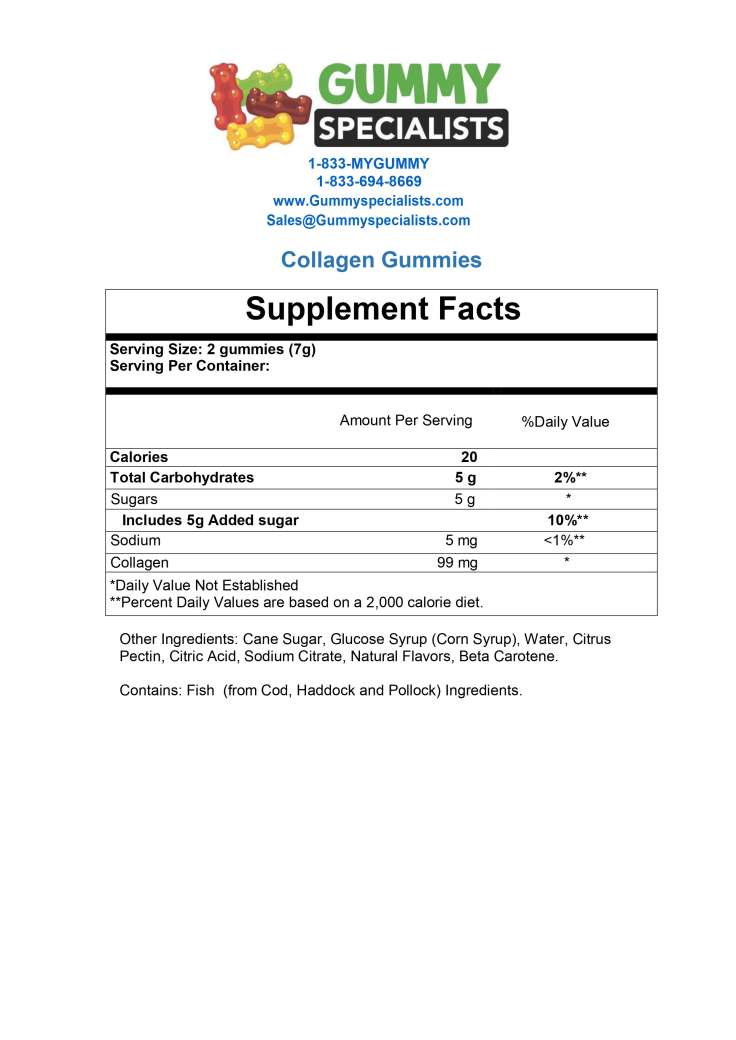 GUMMY
SPECIALISTS
1-833-MYGUMMY
1-833-694-8669
www.Gummyspecialists.com
Sales@Gummyspecialists.com
Collagen Gummies
Supplement Facts
Serving Size: 2 gummies (7g)
Serving Per Container:
Amount Per Serving %Daily Value
Calories 20
Total Carbohydrates 5 g 2%**
Sugars 5 g *
Includes 5g Added sugar 10%**
Sodium 5 mg <1%**
Collagen 99 mg *
*Daily Value Not Established
**Percent Daily Values are based on a 2,000 calorie diet.
Other Ingredients: Cane Sugar, Glucose Syrup (Corn Syrup), Water, Citrus
Pectin, Citric Acid, Sodium Citrate, Natural Flavors, Beta Carotene.
Contains: Fish (from Cod, Haddock and Pollock) Ingredients.